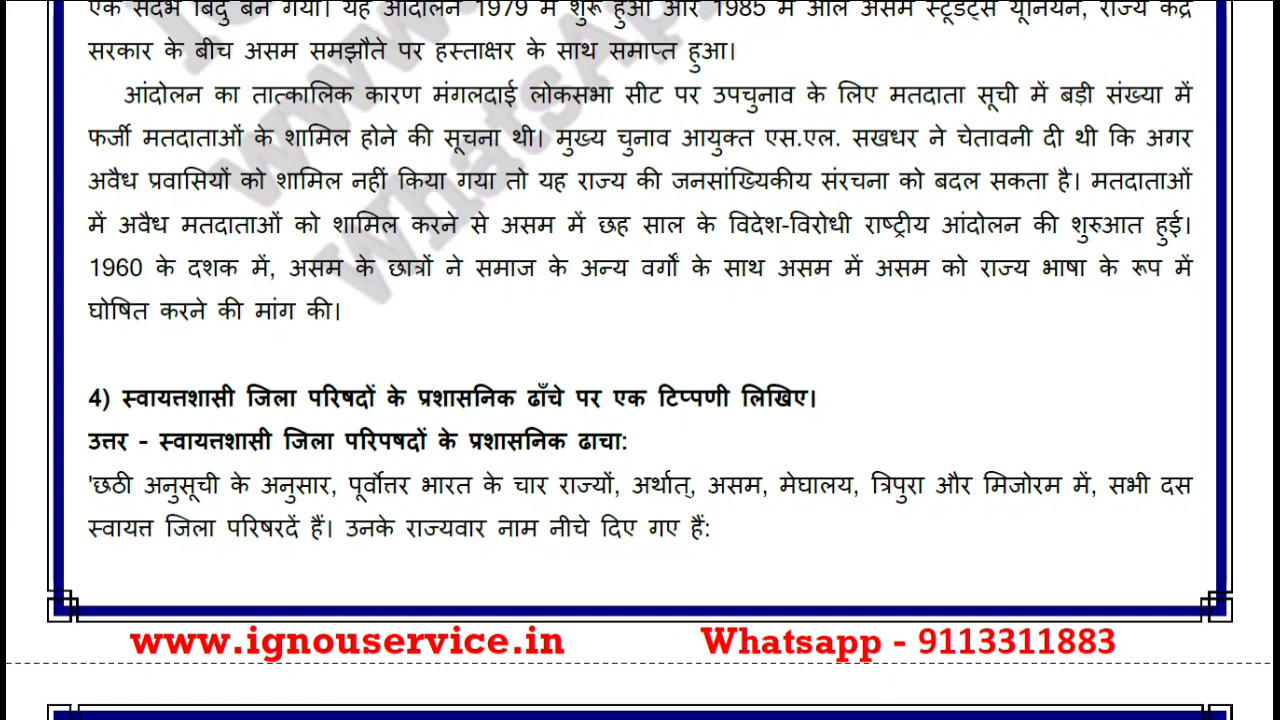 एक संदर्भ बिंदु बन गया। यह आंदोलन 1979 में शुरू हुआ और 1985 में ऑल असम स्टूडेंट्स यूनियन, राज्य केंद्र
सरकार के बीच असम समझौते पर हस्ताक्षर के साथ समाप्त हुआ।
आंदोलन का तात्कालिक कारण मंगलदाई लोकसभा सीट पर उपचुनाव के लिए मतदाता सूची में बड़ी संख्या में
फर्जी मतदाताओं के शामिल होने की सूचना थी। मुख्य चुनाव आयुक्त एस.एल. सखधर ने चेतावनी दी थी कि अगर
अवैध प्रवासियों को शामिल नहीं किया गया तो यह राज्य की जनसांख्यिकीय संरचना को बदल सकता है। मतदाताओं
में अवैध मतदाताओं को शामिल करने से असम में छह साल के विदेश-विरोधी राष्ट्रीय आंदोलन की शुरुआत हुई।
1960 के दशक में, असम के छात्रों ने समाज के अन्य वर्गों के साथ असम में असम को राज्य भाषा के रूप में
घोषित करने की मांग की।
4) स्वायत्तशासी जिला परिषदों के प्रशासनिक ढाँचे पर एक टिप्पणी लिखिए।
उत्तर - स्वायत्तशासी जिला परिपषदों के प्रशासनिक ढाचा:
'छठी अनुसूची के अनुसार, पूर्वोत्तर भारत के चार राज्यों, अर्थात्, असम, मेघालय, त्रिपुरा और मिजोरम में, सभी दस
स्वायत्त जिला परिषरदें हैं। उनके राज्यवार नाम नीचे दिए गए हैं:
www.ignouservice.in Whatsapp - 9113311883